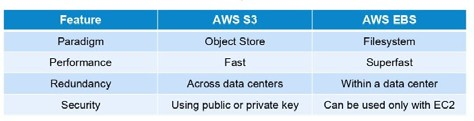 Feature AWS S3 AWS EBS
Paradigm Object Store Filesystem
Performance Fast Superfast
Redundancy Across data centers Within a data center
Security Using public or private key Can be used only with EC2